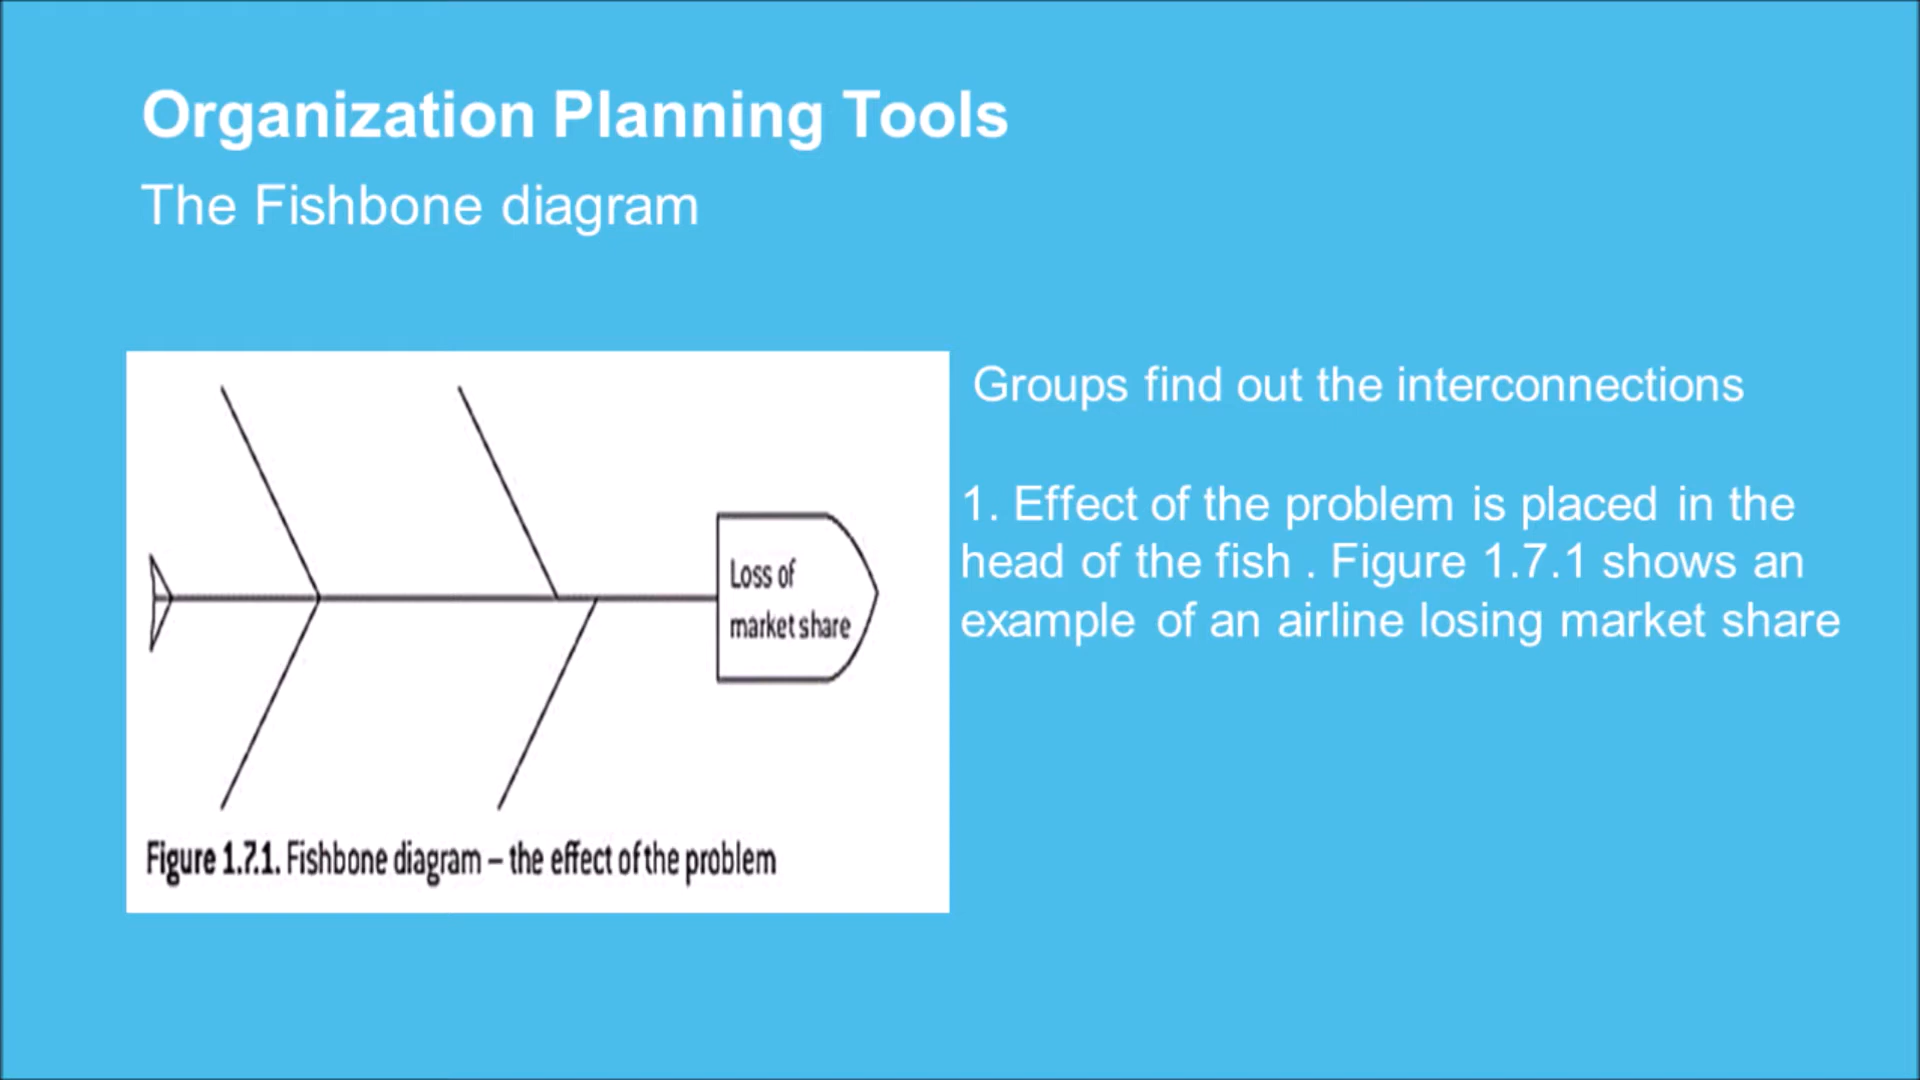 Organization Planning Tools
The Fishbone diagram
Loss of
market share
Figure 1.7.1. Fishbone diagram – the effect of the problem
Groups find out the interconnections
1. Effect of the problem is placed in the
head of the fish . Figure 1.7.1 shows an
example of an airline losing market share